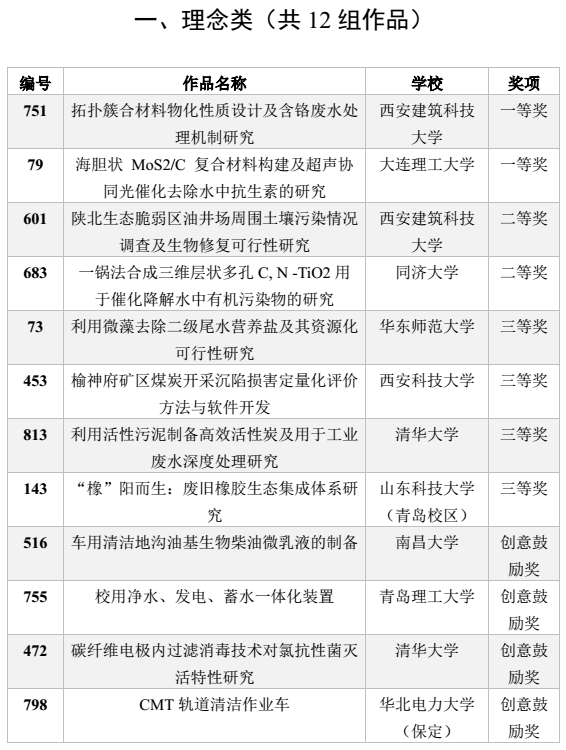 一、理念类（共 12 组作品）
编号 作品名称 学校 奖项
751 拓扑簇合材料物化性质设计及含铬废水处 西安建筑科技 一等奖
理机制研究 大学
79 海胆状 MoS2/C 复合材料构建及超声协 大连理工大学 一等奖
同光催化去除水中抗生素的研究
601 陕北生态脆弱区油井场周围土壤污染情况 西安建筑科技 二等奖
调查及生物修复可行性研究 大学
683 一锅法合成三维层状多孔 C, N -TiO2 用 同济大学 二等奖
于催化降解水中有机污染物的研究
73 利用微藻去除二级尾水营养盐及其资源化 华东师范大学 三等奖
可行性研究
453 榆神府矿区煤炭开采沉陷损害定量化评价 西安科技大学 三等奖
方法与软件开发
813 利用活性污泥制备高效活性炭及用于工业 清华大学 三等奖
废水深度处理研究
143 “橡”阳而生：废旧橡胶生态集成体系研 山东科技大学 三等奖
究 （青岛校区）
516 车用清洁地沟油基生物柴油微乳液的制备 南昌大学 创意鼓
励奖
755 校用净水、发电、蓄水一体化装置 青岛理工大学 创意鼓
励奖
472 碳纤维电极内过滤消毒技术对氯抗性菌灭 清华大学 创意鼓
活特性研究 励奖
798 CMT 轨道清洁作业车 华北电力大学 创意鼓
（保定） 励奖